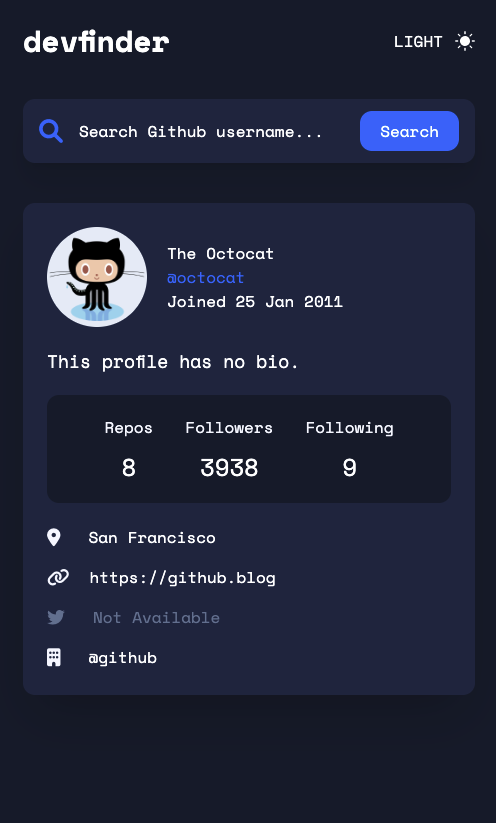 devfinder
LIGHT
Search Github username...
Search
The Octocat
@octocat
Joined 25 Jan 2011
This profile has no bio.
Repos Followers Following
8 3938 9
San Francisco
https://github.blog
Not Available
@github